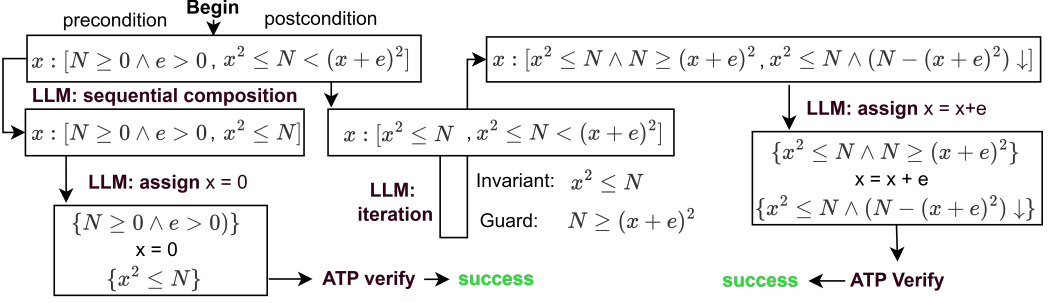 Begin
precondition
postcondition
x : [N ≥ 0 ∧ e > 0 , x² ≤ N < (x + e)²]
LLM: sequential composition
x : [N ≥ 0 ∧ e > 0 , x² ≤ N]
LLM: assign x = 0
{N ≥ 0 ∧ e > 0)}
x = 0
{x² ≤ N}
ATP verify
success
x : [x² ≤ N , x² ≤ N < (x + e)²]
LLM:
iteration
Invariant: x² ≤ N
Guard: N ≥ (x + e)²
x : [x² ≤ N ∧ N ≥ (x + e)² , x² ≤ N ∧ (N − (x + e)²) ↓]
LLM: assign x = x+e
{x² ≤ N ∧ N ≥ (x + e)²}
x = x + e
{x² ≤ N ∧ (N − (x + e)²) ↓}
ATP Verify
success